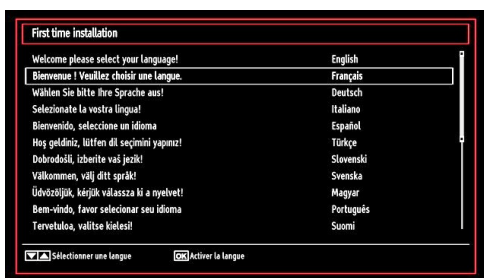 First time installation
Welcome please select your language! English
Bienvenue ! Veuillez choisir une langue. Français
Wählen Sie bitte Ihre Sprache aus! Deutsch
Selezionate la vostra lingua! Italiano
Bienvenido, seleccione un idioma Español
Hoş geldiniz, lütfen dil seçimini yapınız! Türkçe
Dobrodošli, izberite vaš jezik! Slovenski
Välkommen, välj ditt språk! Svenska
Üdvözöljük, kérjük válassza ki a nyelvet! Magyar
Bem-vindo, favor selecionar seu idioma Português
Tervetuloa, valitse kielesi! Suomi
Sélectionner une langue OK Activer la langue